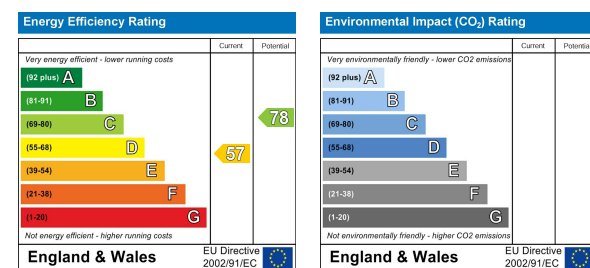 Energy Efficiency Rating
Current Potential
Very energy efficient - lower running costs
(92 plus) A
(81-91) B
(69-80) C
78
(55-68) D
57
(39-54) E
(21-38) F
(1-20) G
Not energy efficient - higher running costs
England & Wales
EU Directive
2002/91/EC
Environmental Impact (CO₂) Rating
Current Potentia
Very environmentally friendly - lower CO2 emissions
(92 plus) A
(81-91) B
(69-80) C
(55-68) D
(39-54) E
(21-38) F
(1-20) G
Not environmentally friendly - higher CO2 emissions
England & Wales
EU Directive
2002/91/EC